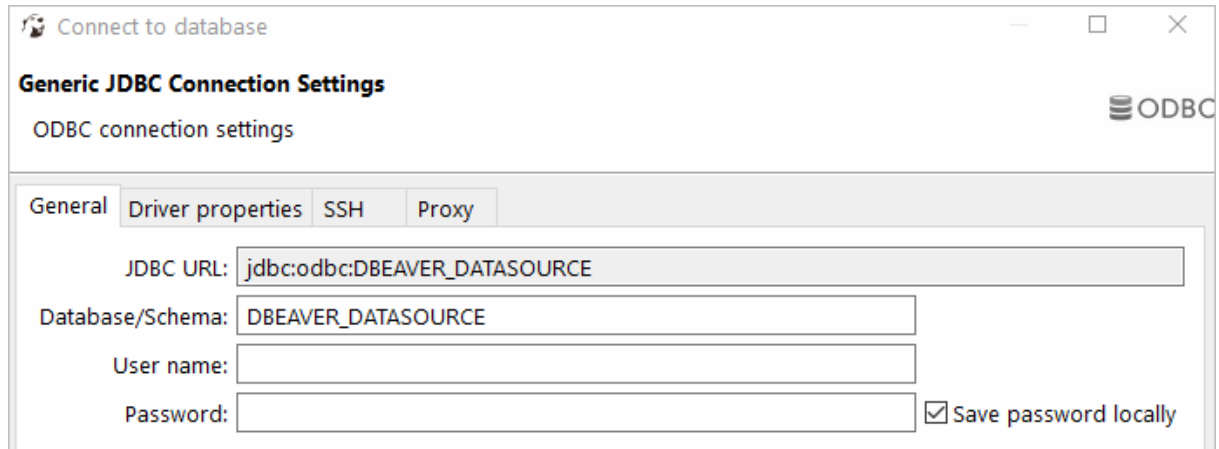 Connect to database
Generic JDBC Connection Settings
ODBC connection settings
ODBC
General Driver properties SSH Proxy
JDBC URL: jdbc:odbc:DBEAVER_DATASOURCE
Database/Schema: DBEAVER_DATASOURCE
User name:
Password: Save password locally